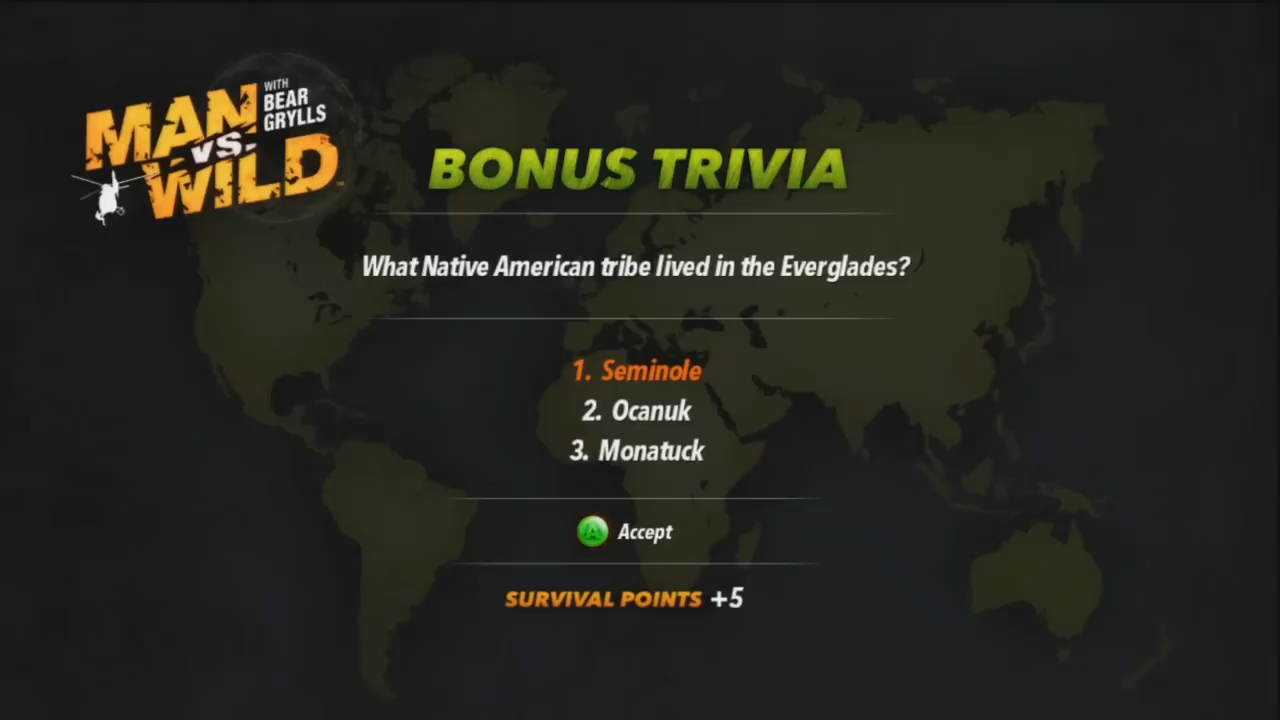 MAN
WITH
BEAR
GRYLLS
VS.
WILD
™
BONUS TRIVIA
What Native American tribe lived in the Everglades?
1. Seminole
2. Ocanuk
3. Monatuck
A Accept
SURVIVAL POINTS +5